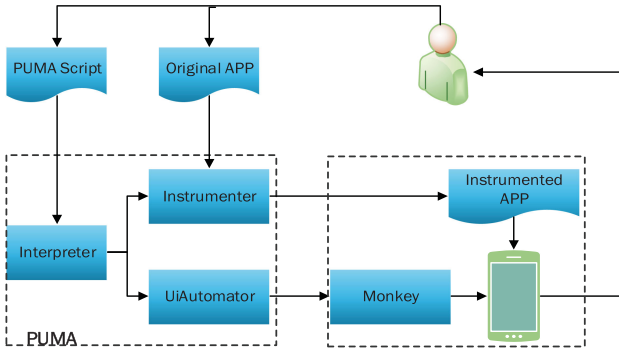 PUMA Script
Original APP
Instrumenter
Instrumented
APP
Interpreter
UiAutomator
Monkey
PUMA